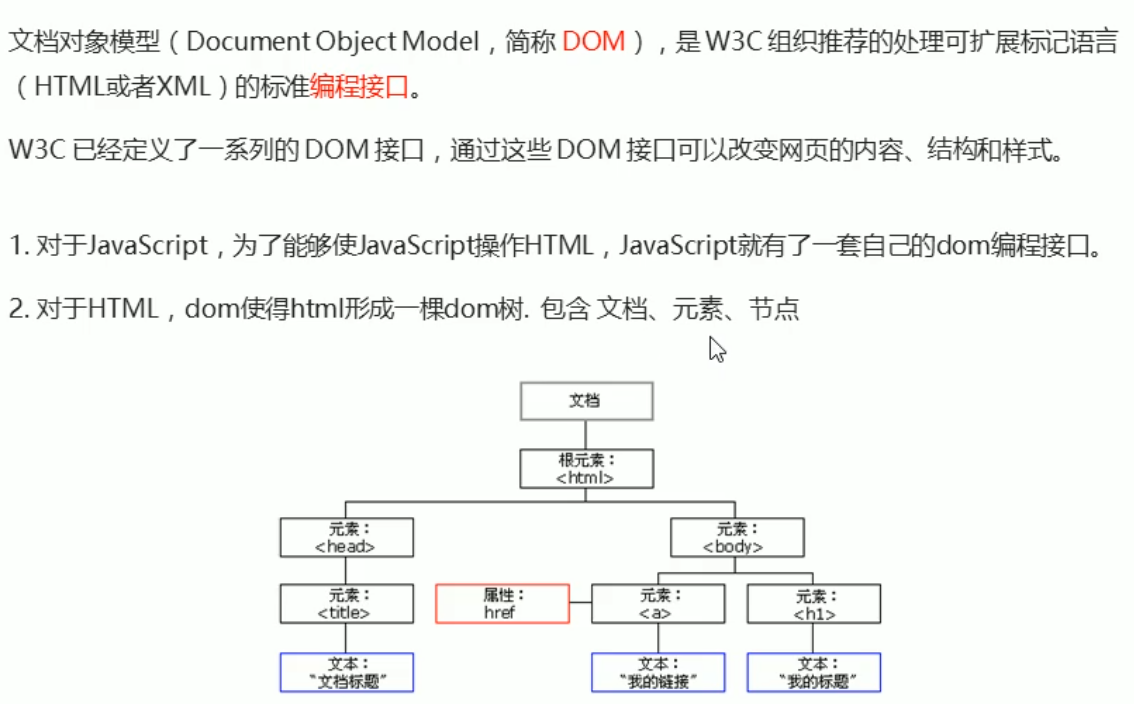 文档对象模型（Document Object Model，简称 DOM），是 W3C 组织推荐的处理可扩展标记语言
（HTML或者XML）的标准编程接口。
W3C 已经定义了一系列的 DOM 接口，通过这些 DOM 接口可以改变网页的内容、结构和样式。
1. 对于JavaScript，为了能够使JavaScript操作HTML，JavaScript就有了一套自己的dom编程接口。
2. 对于HTML，dom使得html形成一棵dom树. 包含 文档、元素、节点
文档
根元素：
<html>
元素：
<head>
元素：
<body>
元素：
<title>
属性：
href
元素：
<a>
元素：
<h1>
文本：
“文档标题”
文本：
“我的链接”
文本：
“我的标题”